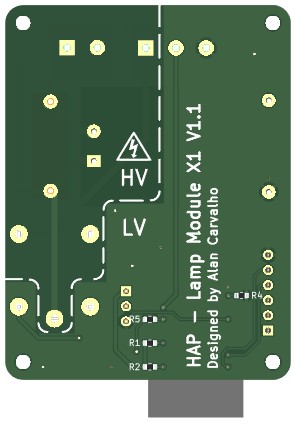 HV
LV
HAP – Lamp Module X1 V1.1
Designed by Alan Carvalho
R4
R5
R1
R2